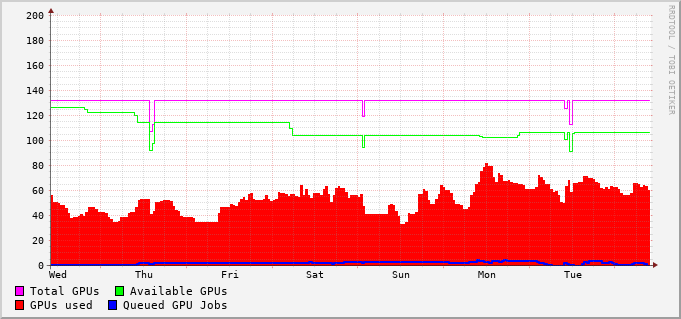 200
180
160
140
120
100
80
60
40
20
0
Wed Thu Fri Sat Sun Mon Tue
RRDTOOL / TOBI OETIKER
Total GPUs Available GPUs
GPUs used Queued GPU Jobs